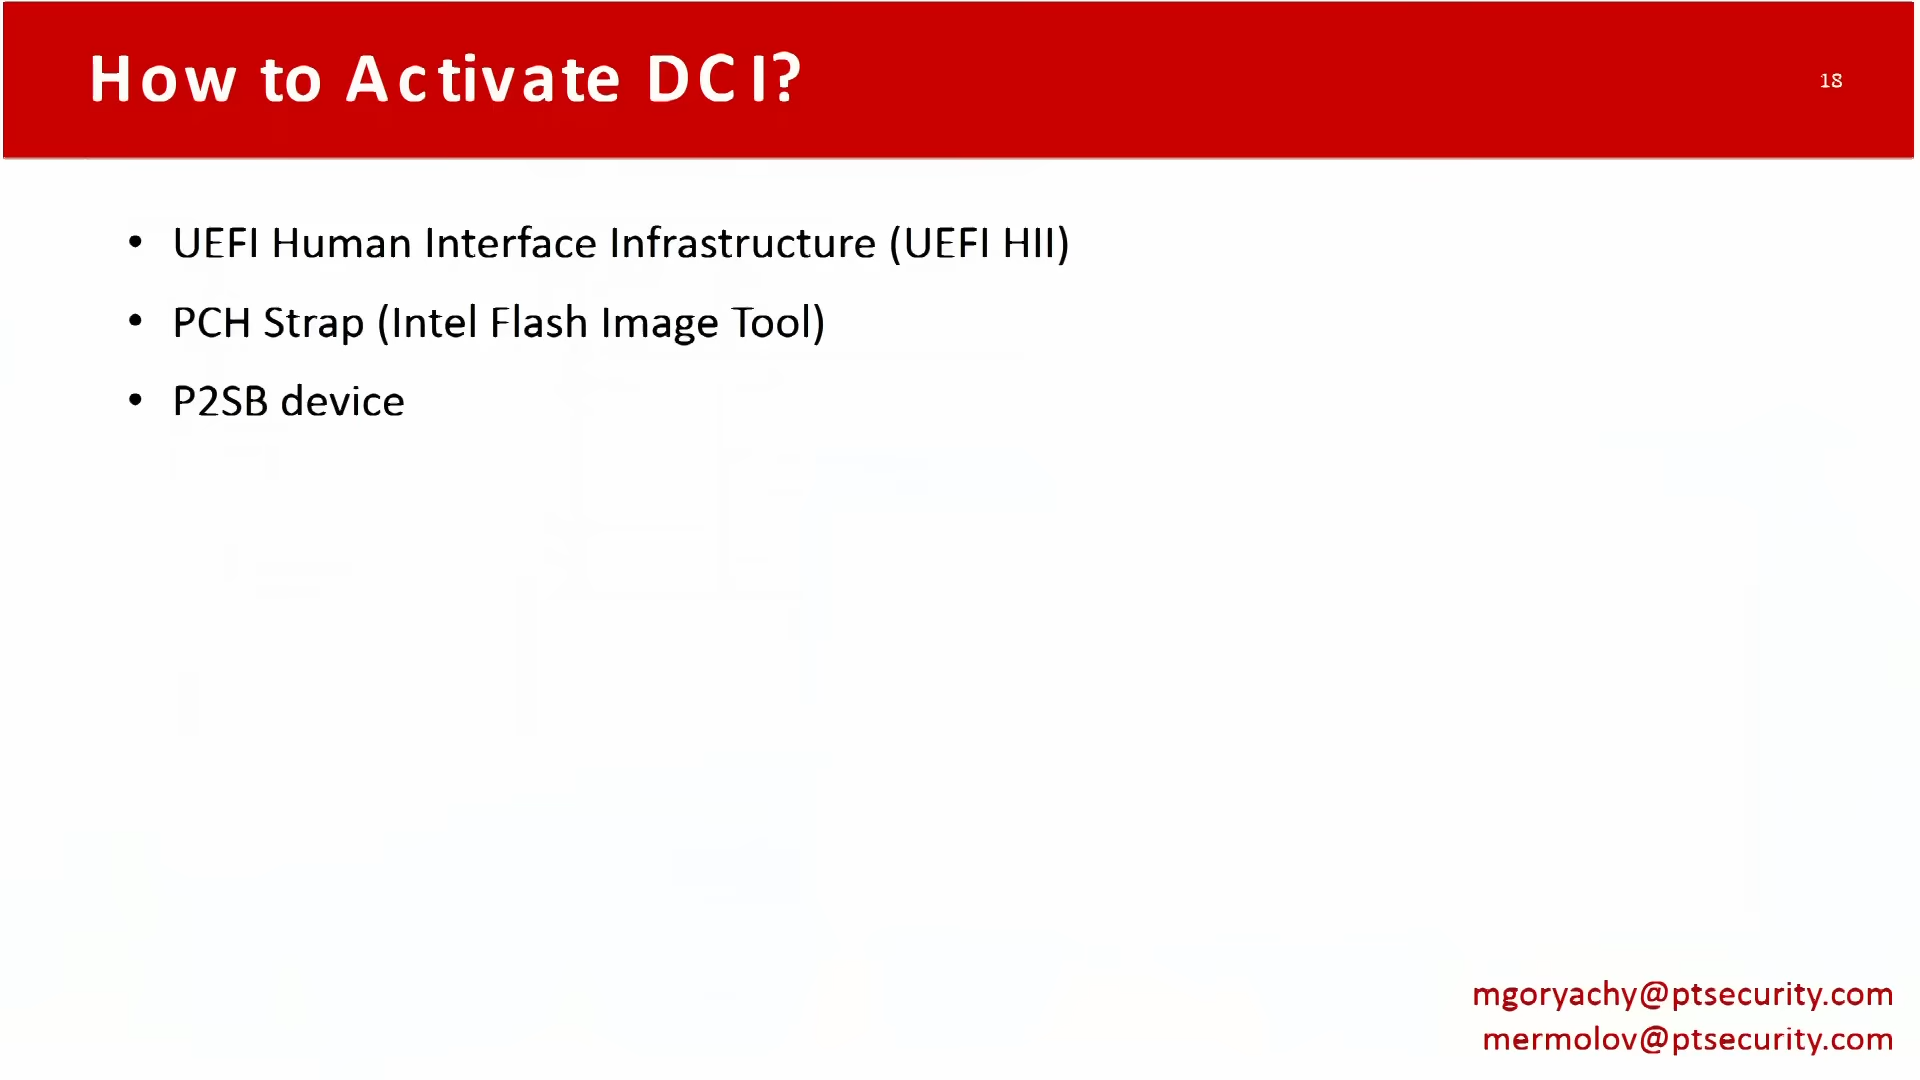 How to Activate DCI?
18
• UEFI Human Interface Infrastructure (UEFI HII)
• PCH Strap (Intel Flash Image Tool)
• P2SB device
mgoryachy@ptsecurity.com
mermolov@ptsecurity.com